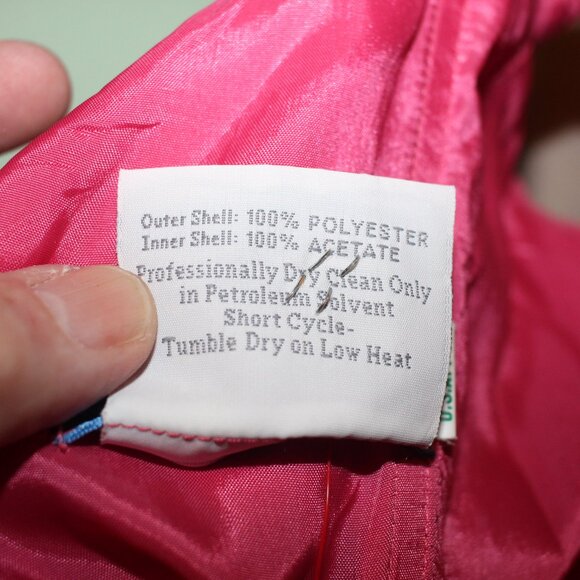 Outer Shell: 100% POLYESTER
Inner Shell: 100% ACETATE
Professionally Dry Clean Only
in Petroleum Solvent
Short Cycle-
Tumble Dry on Low Heat